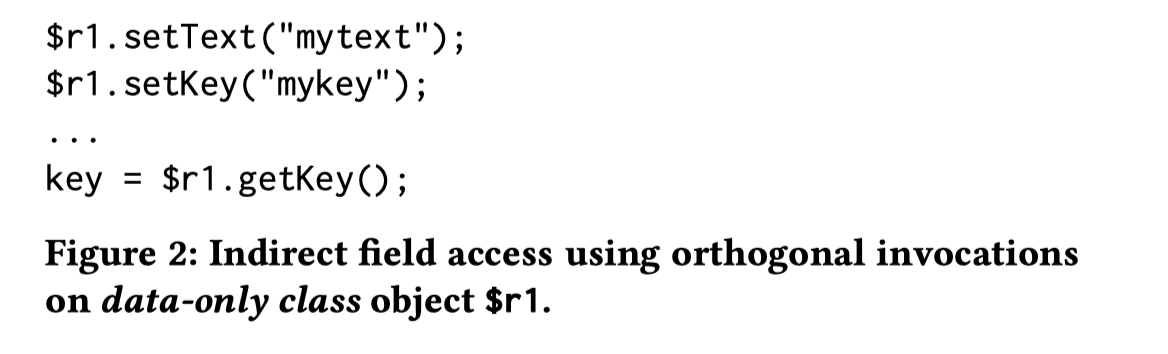 $r1.setText("mytext");
$r1.setKey("mykey");
...
key = $r1.getKey();
Figure 2: Indirect field access using orthogonal invocations
on data-only class object $r1.